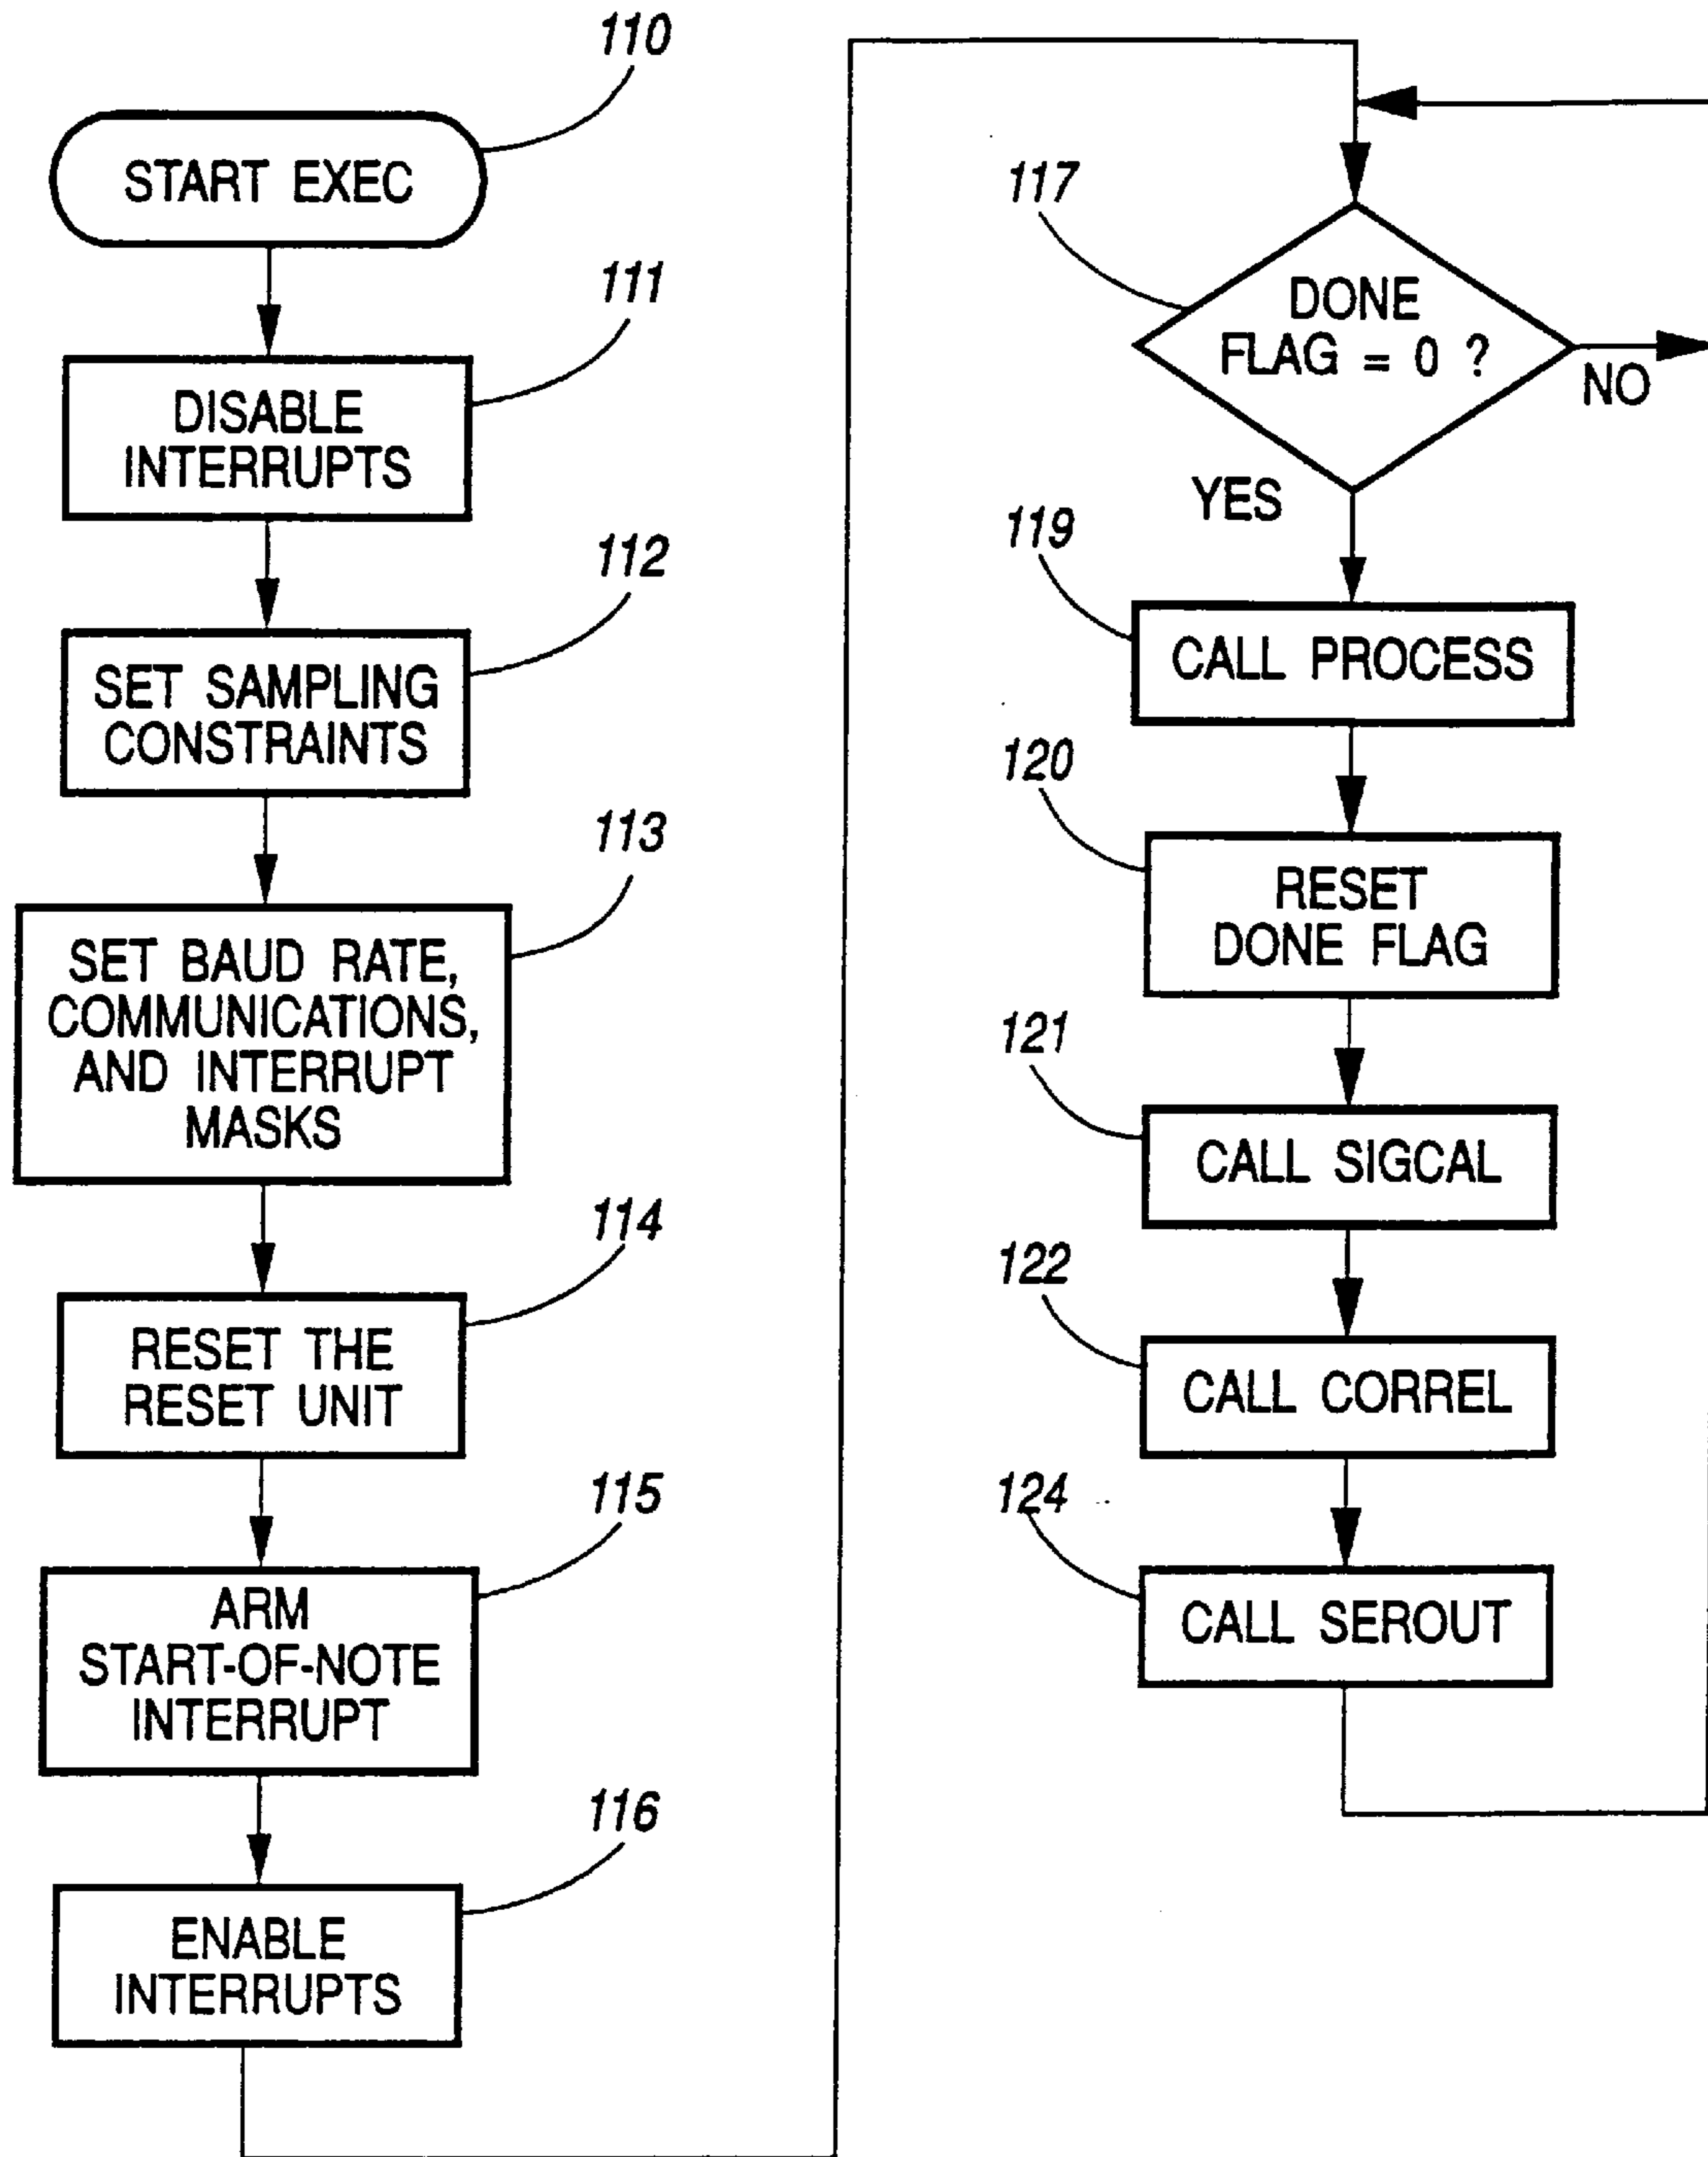 110
START EXEC
111
DISABLE
INTERRUPTS
112
SET SAMPLING
CONSTRAINTS
113
SET BAUD RATE,
COMMUNICATIONS,
AND INTERRUPT
MASKS
114
RESET THE
RESET UNIT
115
ARM
START-OF-NOTE
INTERRUPT
116
ENABLE
INTERRUPTS
117
DONE
FLAG = 0 ?
NO
YES
119
CALL PROCESS
120
RESET
DONE FLAG
121
CALL SIGCAL
122
CALL CORREL
124
CALL SEROUT